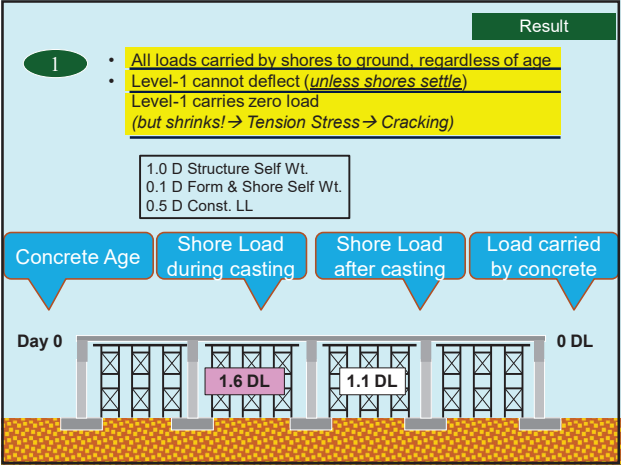 Result
1
• All loads carried by shores to ground, regardless of age
• Level-1 cannot deflect (unless shores settle)
Level-1 carries zero load
(but shrinks!→ Tension Stress→ Cracking)
1.0 D Structure Self Wt.
0.1 D Form & Shore Self Wt.
0.5 D Const. LL
Concrete Age
Shore Load
during casting
Shore Load
after casting
Load carried
by concrete
Day 0
0 DL
1.6 DL
1.1 DL